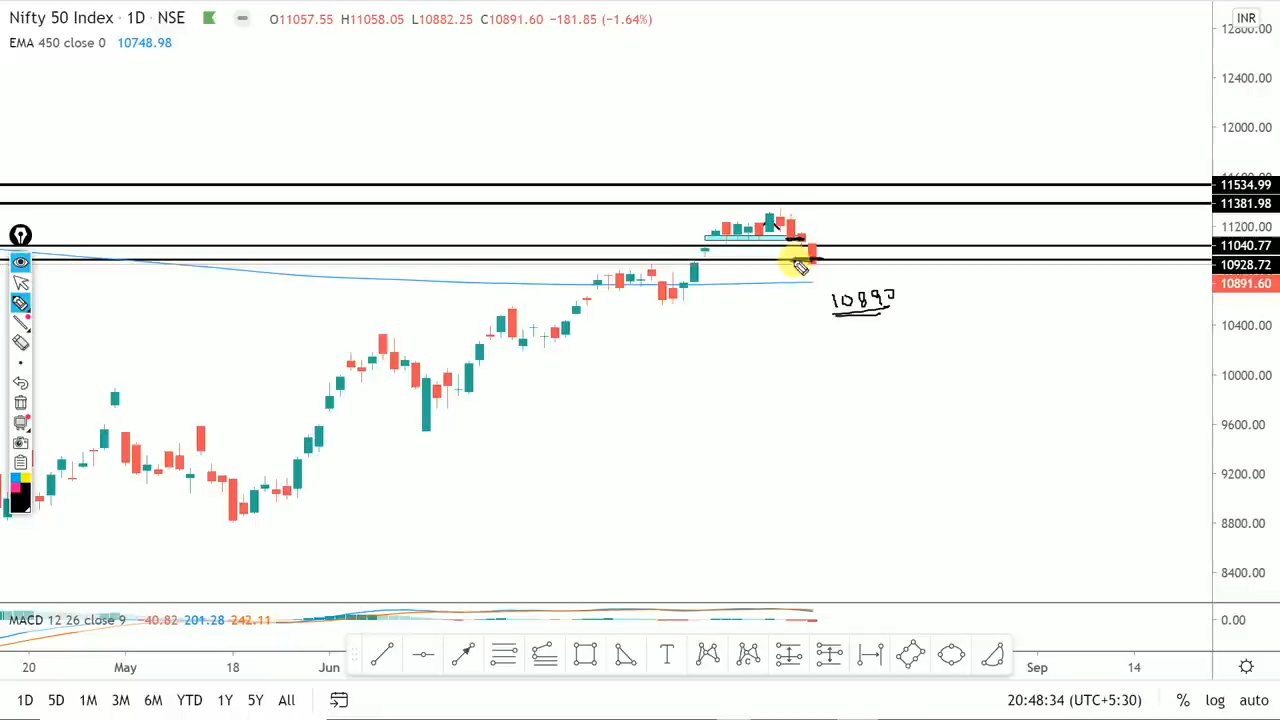 Nifty 50 Index · 1D · NSE
O11057.55 H11058.05 L10882.25 C10891.60 −181.85 (−1.64%)
EMA 450 close 0 10748.98
INR
12800.00
12400.00
12000.00
11534.99
11381.98
11200.00
11040.77
10928.72
10891.60
10400.00
10000.00
9600.00
9200.00
8800.00
8400.00
MACD 12 26 close 9 −40.82 201.28 242.11
0.00
T
20 May 18 Jun Sep 14
1D 5D 1M 3M 6M YTD 1Y 5Y All
20:48:34 (UTC+5:30) % log auto